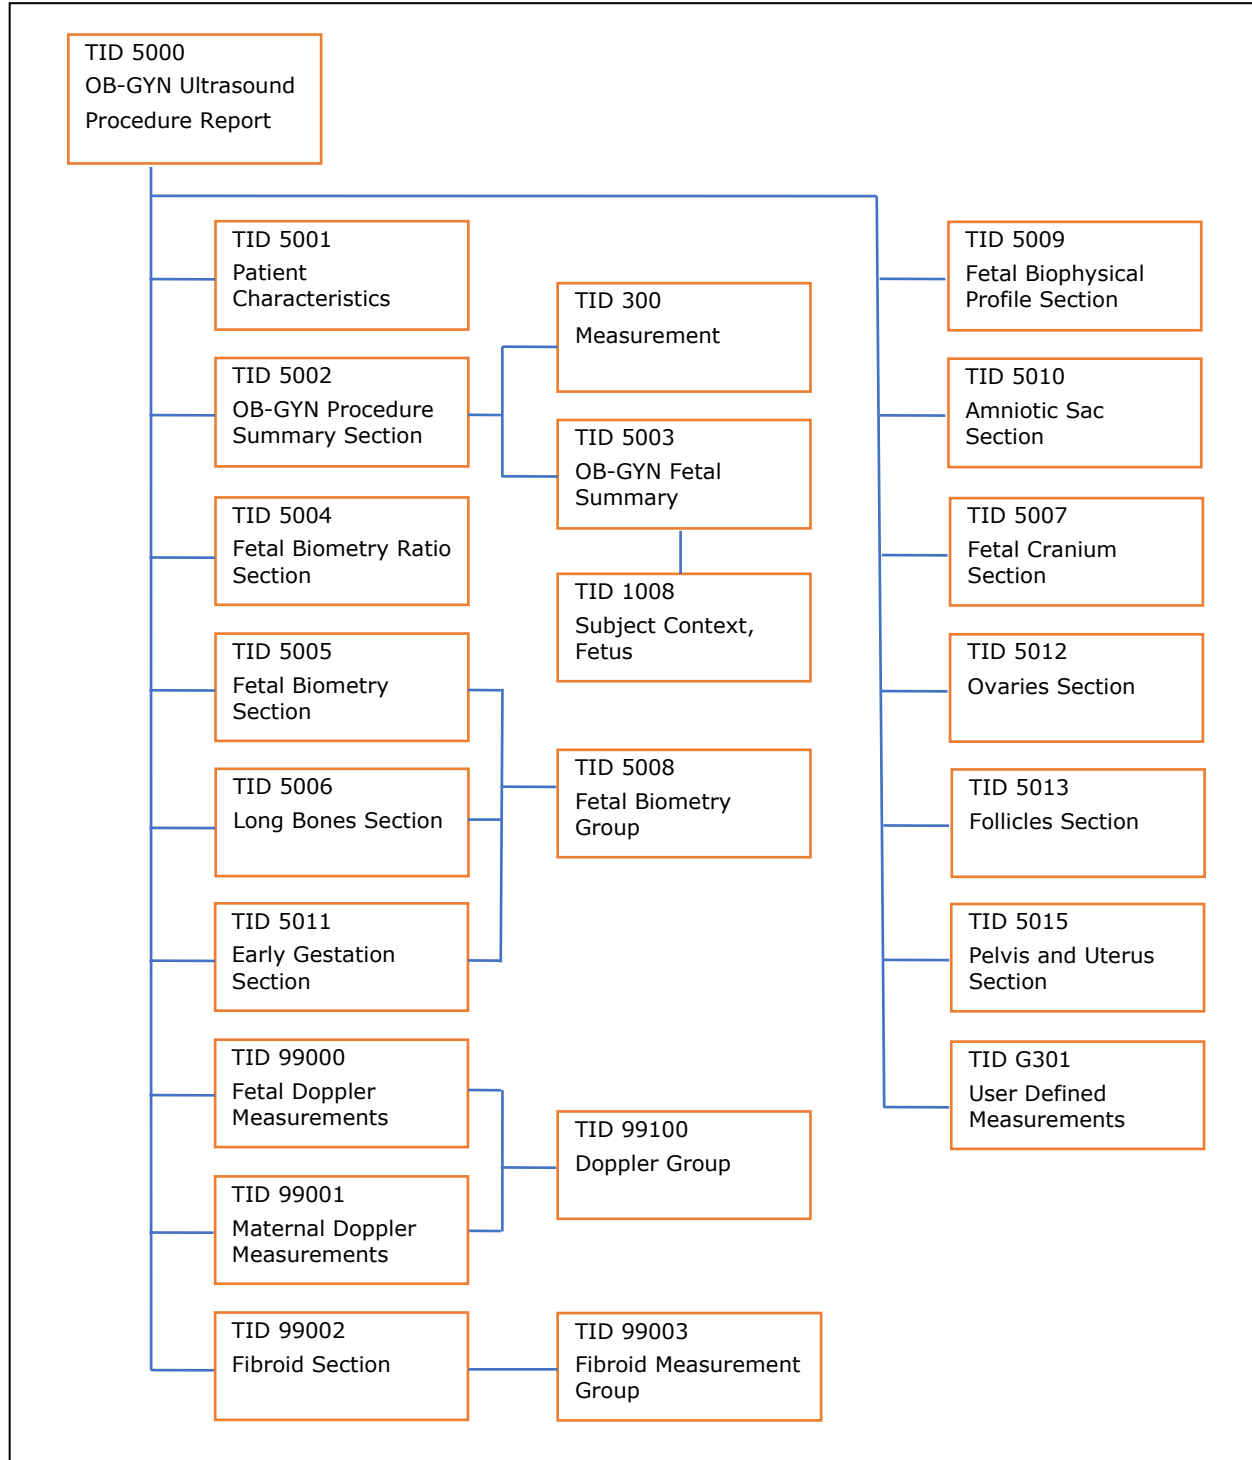 TID 5000
OB-GYN Ultrasound
Procedure Report
TID 5001
Patient
Characteristics
TID 5002
OB-GYN Procedure
Summary Section
TID 5004
Fetal Biometry Ratio
Section
TID 5005
Fetal Biometry
Section
TID 5006
Long Bones Section
TID 5011
Early Gestation
Section
TID 99000
Fetal Doppler
Measurements
TID 99001
Maternal Doppler
Measurements
TID 99002
Fibroid Section
TID 300
Measurement
TID 5003
OB-GYN Fetal
Summary
TID 1008
Subject Context,
Fetus
TID 5008
Fetal Biometry
Group
TID 99100
Doppler Group
TID 99003
Fibroid Measurement
Group
TID 5009
Fetal Biophysical
Profile Section
TID 5010
Amniotic Sac
Section
TID 5007
Fetal Cranium
Section
TID 5012
Ovaries Section
TID 5013
Follicles Section
TID 5015
Pelvis and Uterus
Section
TID G301
User Defined
Measurements